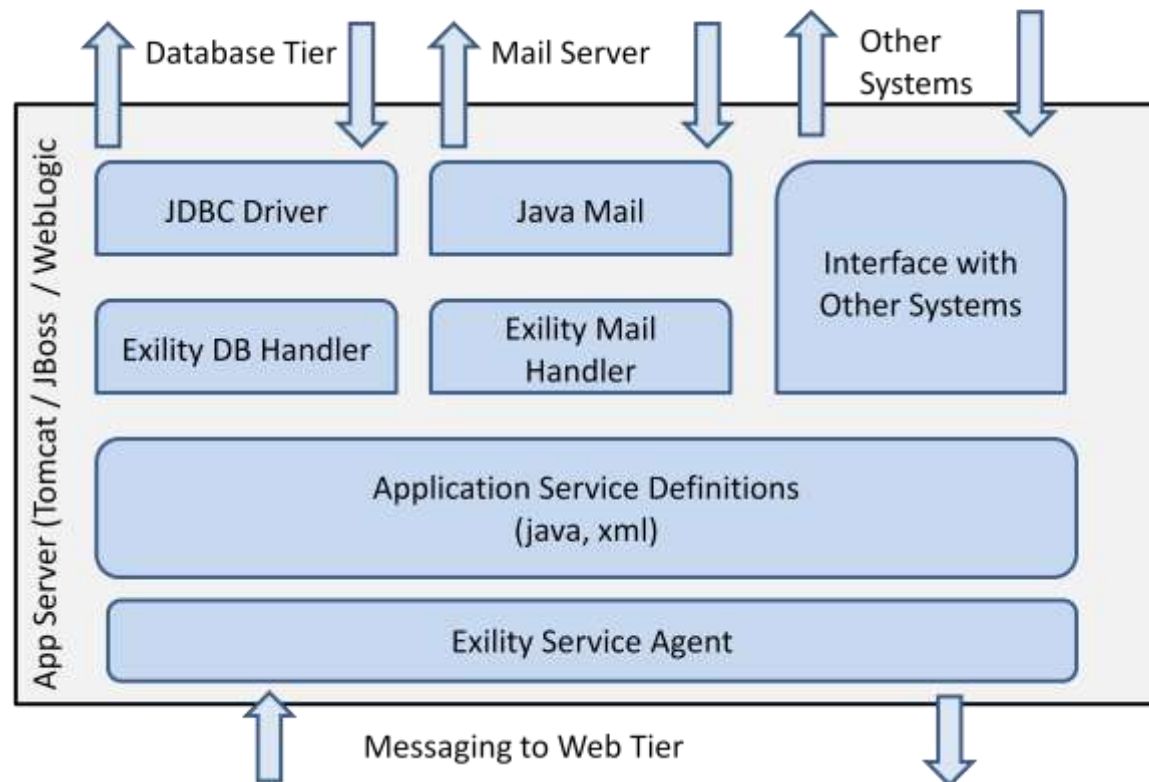 Database Tier
Mail Server
Other
Systems
App Server (Tomcat / JBoss  / WebLogic
JDBC Driver
Java Mail
Interface with
Other Systems
Exility DB Handler
Exility Mail
Handler
Application Service Definitions
(java, xml)
Exility Service Agent
Messaging to Web Tier